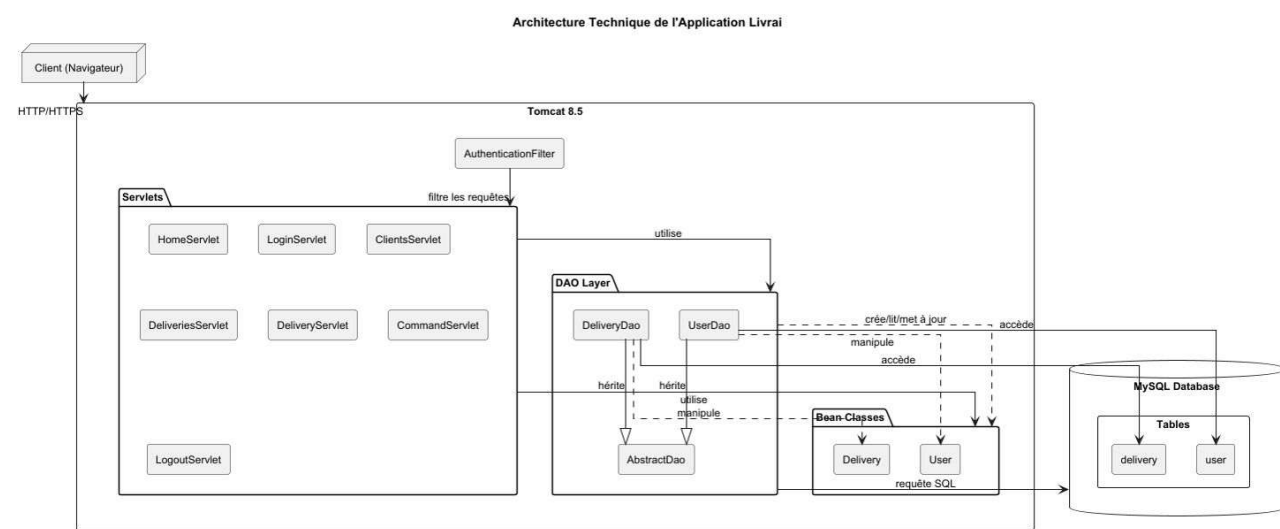 Architecture Technique de l'Application Livrai
Client (Navigateur)
HTTP/HTTPS
Tomcat 8.5
AuthenticationFilter
filtre les requêtes
Servlets
HomeServlet
LoginServlet
ClientsServlet
DeliveriesServlet
DeliveryServlet
CommandServlet
LogoutServlet
utilise
DAO Layer
DeliveryDao
UserDao
hérite
hérite
utilise
manipule
AbstractDao
crée/lit/met à jour
manipule
accède
accède
Bean Classes
Delivery
User
requête SQL
MySQL Database
Tables
delivery
user